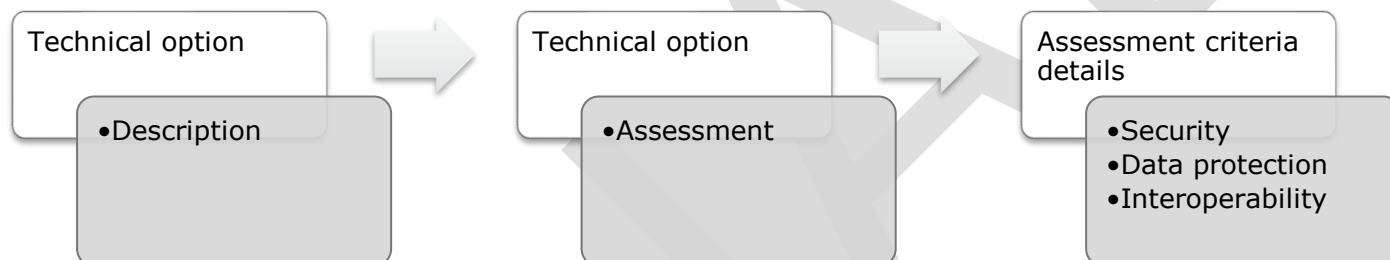 Technical option
•Description
Technical option
•Assessment
Assessment criteria
details
•Security
•Data protection
•Interoperability